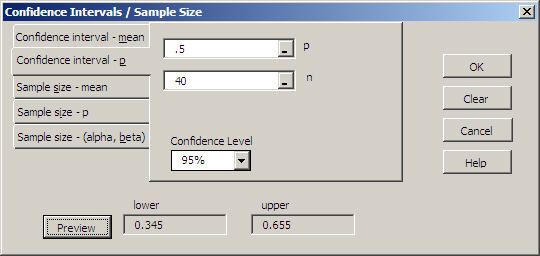 Confidence Intervals / Sample Size
Confidence interval - mean
Confidence interval - p
Sample size - mean
Sample size - p
Sample size - (alpha, beta)
.5 p
40 n
Confidence Level
95%
OK
Clear
Cancel
Help
lower upper
Preview 0.345 0.655